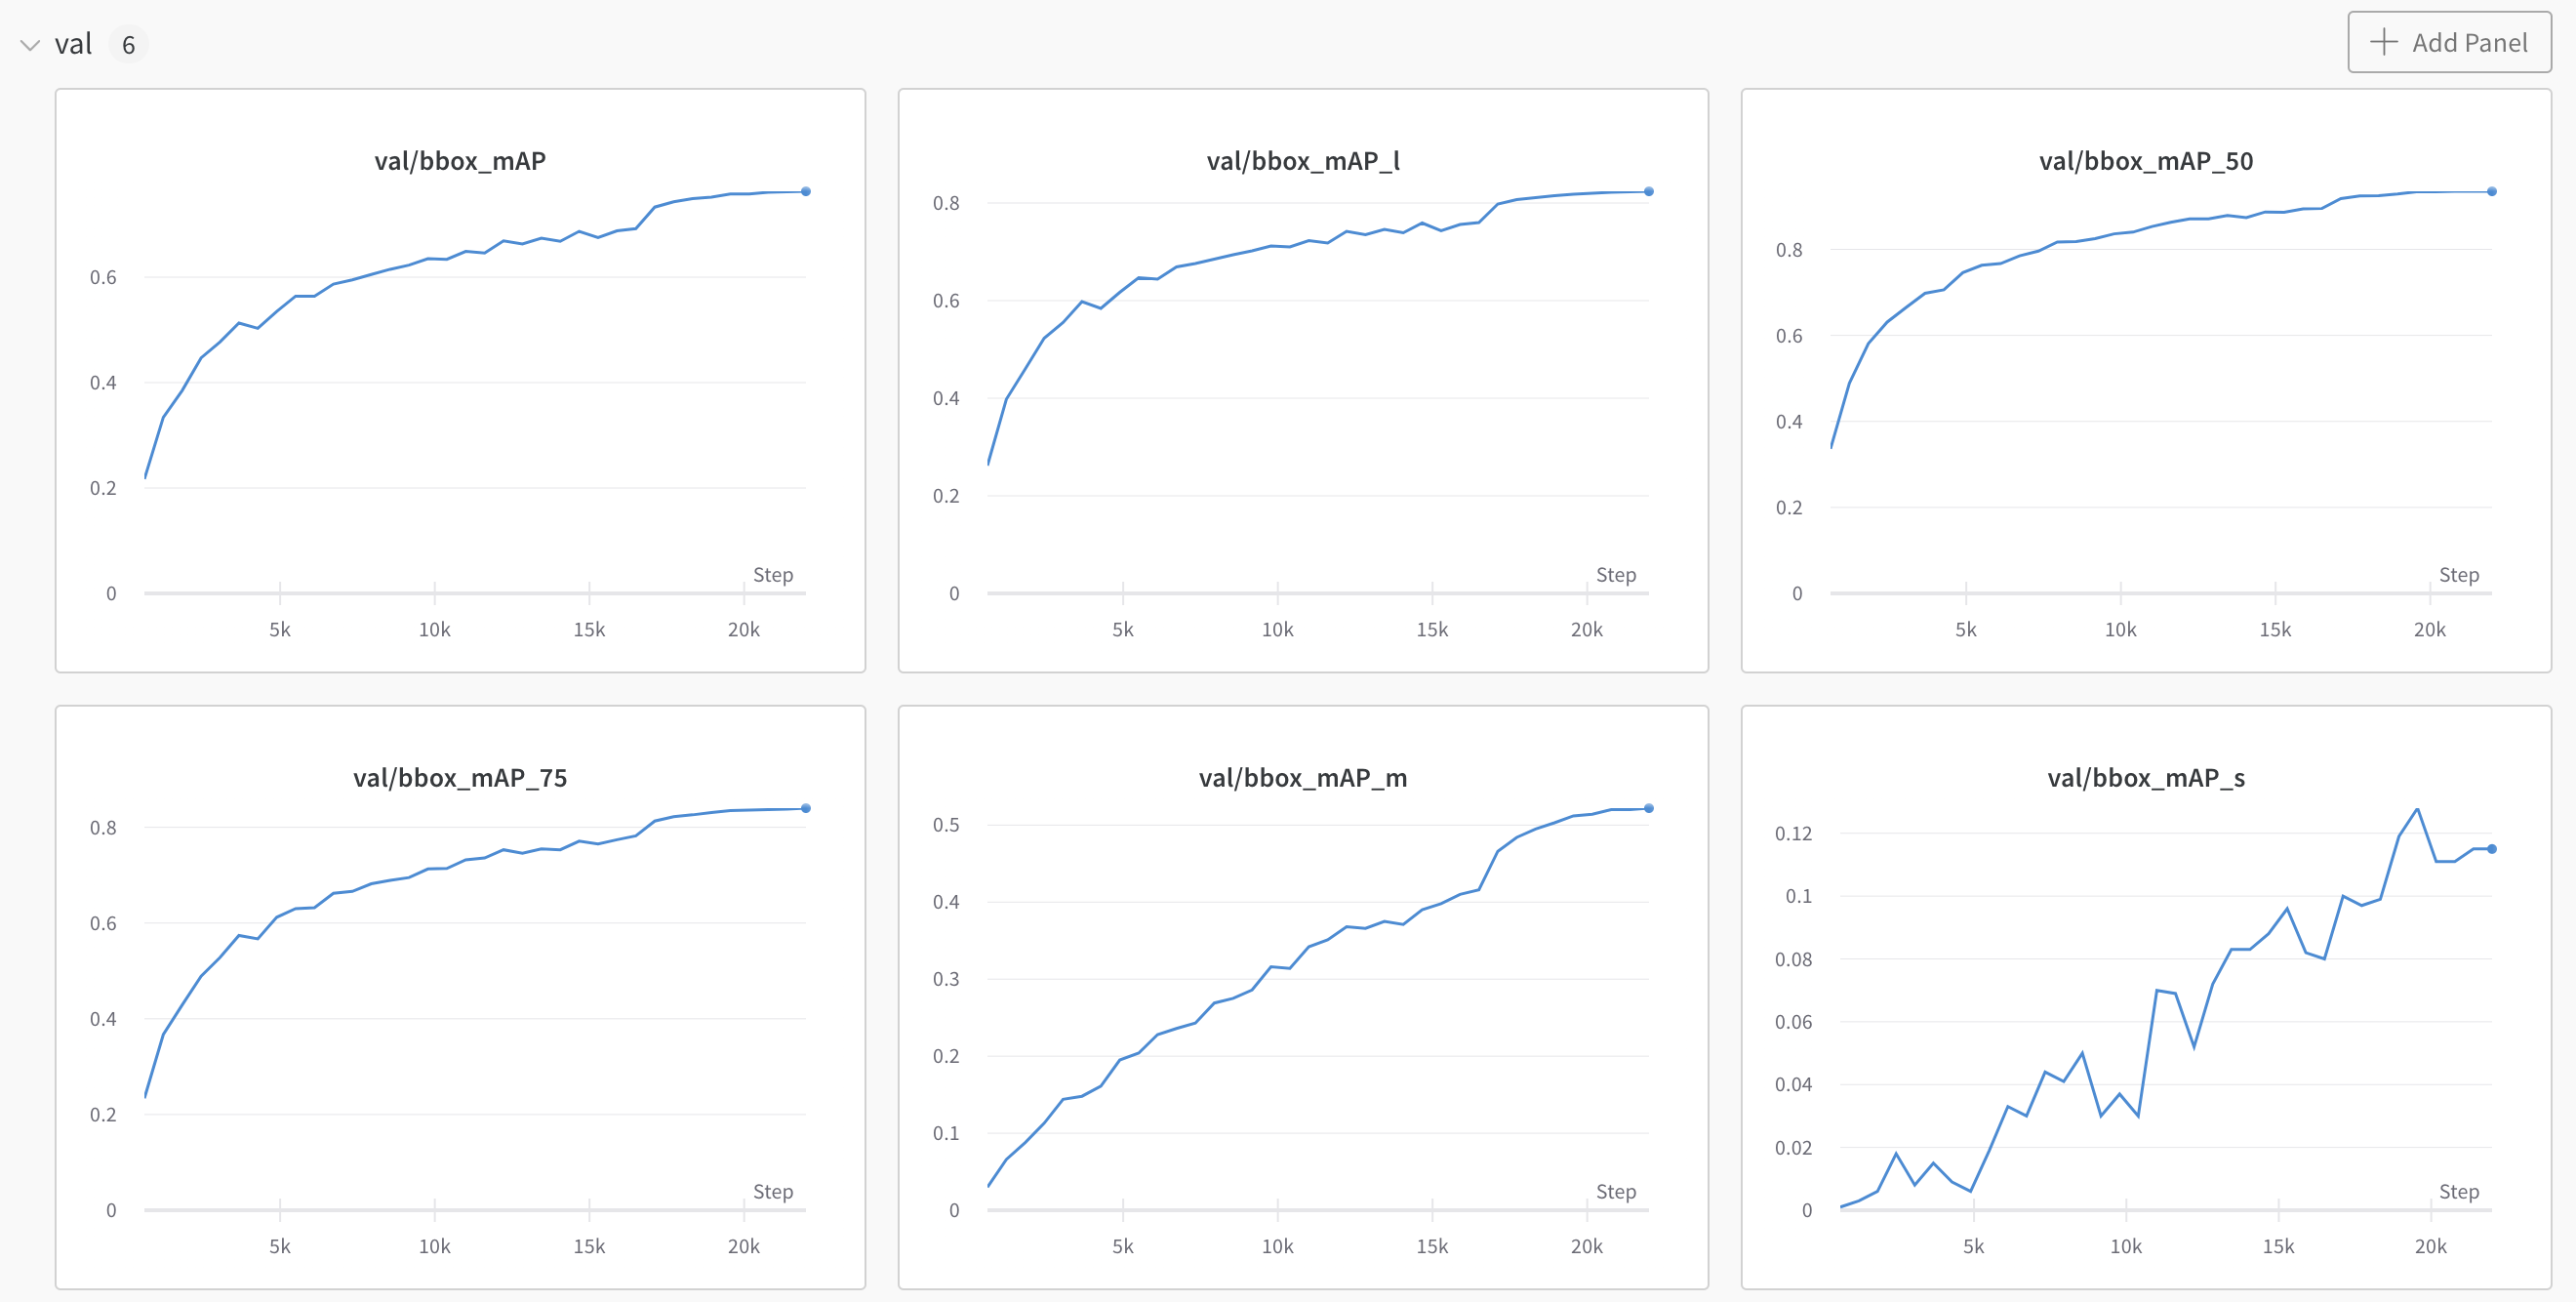 val 6
+ Add Panel
val/bbox_mAP
0.6
0.4
0.2
0
Step
5k 10k 15k 20k
val/bbox_mAP_l
0.8
0.6
0.4
0.2
0
Step
5k 10k 15k 20k
val/bbox_mAP_50
0.8
0.6
0.4
0.2
0
Step
5k 10k 15k 20k
val/bbox_mAP_75
0.8
0.6
0.4
0.2
0
Step
5k 10k 15k 20k
val/bbox_mAP_m
0.5
0.4
0.3
0.2
0.1
0
Step
5k 10k 15k 20k
val/bbox_mAP_s
0.12
0.1
0.08
0.06
0.04
0.02
0
Step
5k 10k 15k 20k